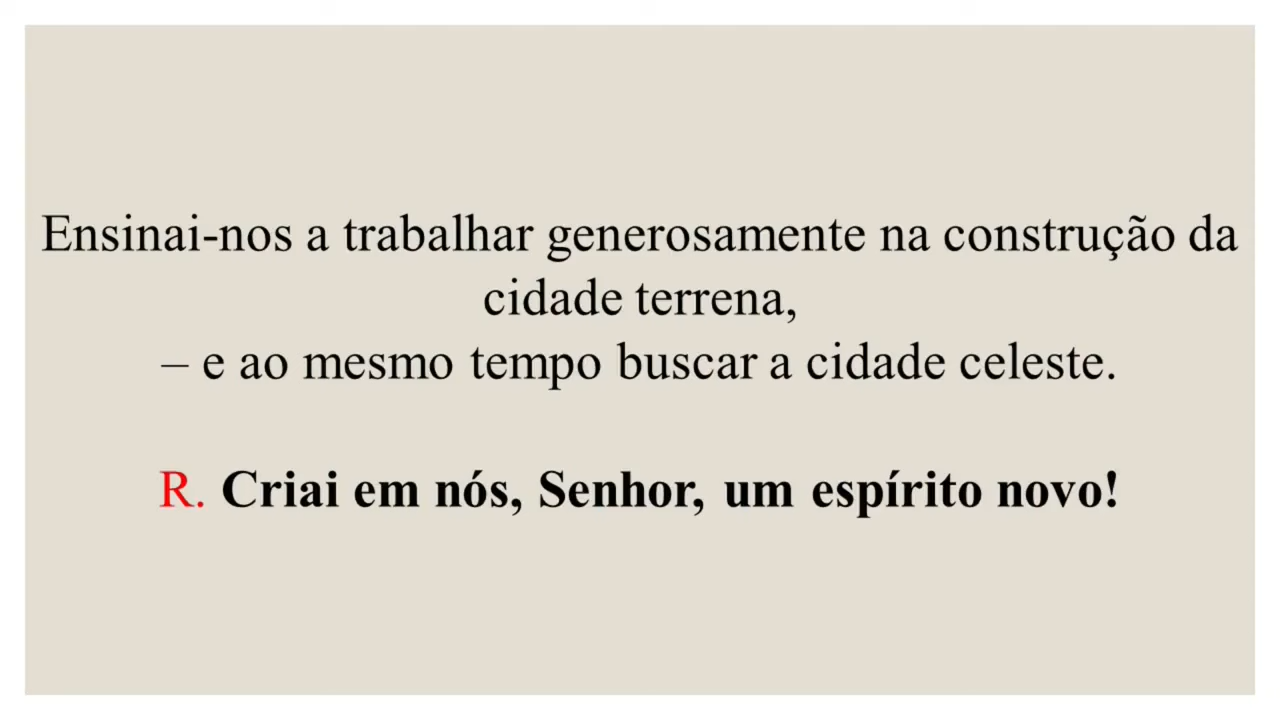 Ensinai-nos a trabalhar generosamente na construção da
cidade terrena,
– e ao mesmo tempo buscar a cidade celeste.
R. Criai em nós, Senhor, um espírito novo!